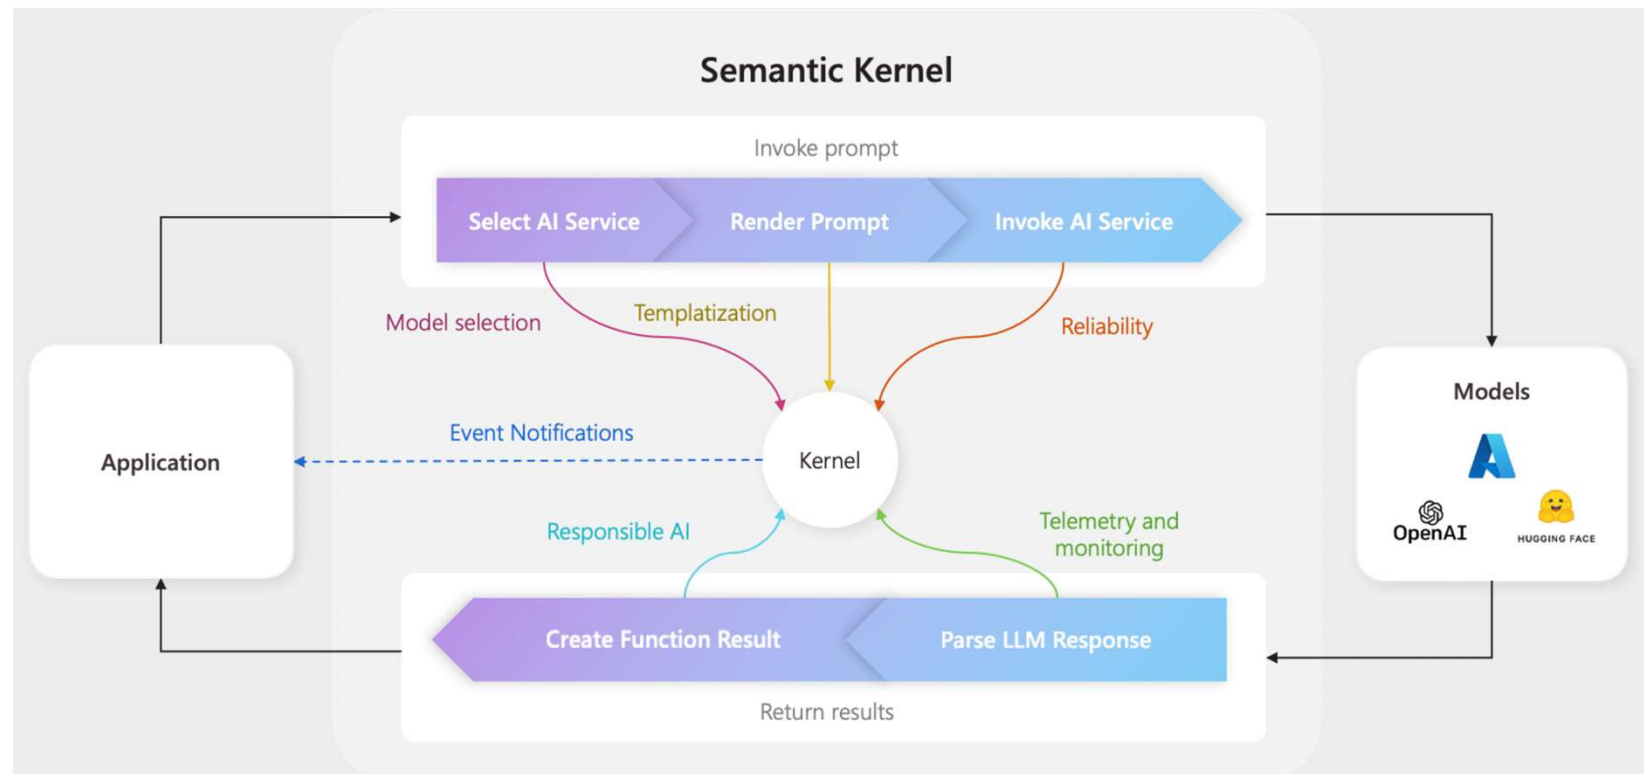 Semantic Kernel
Invoke prompt
Select AI Service
Render Prompt
Invoke AI Service
Model selection
Templatization
Reliability
Application
Event Notifications
Kernel
Models
OpenAI
HUGGING FACE
Responsible AI
Telemetry and
monitoring
Create Function Result
Parse LLM Response
Return results